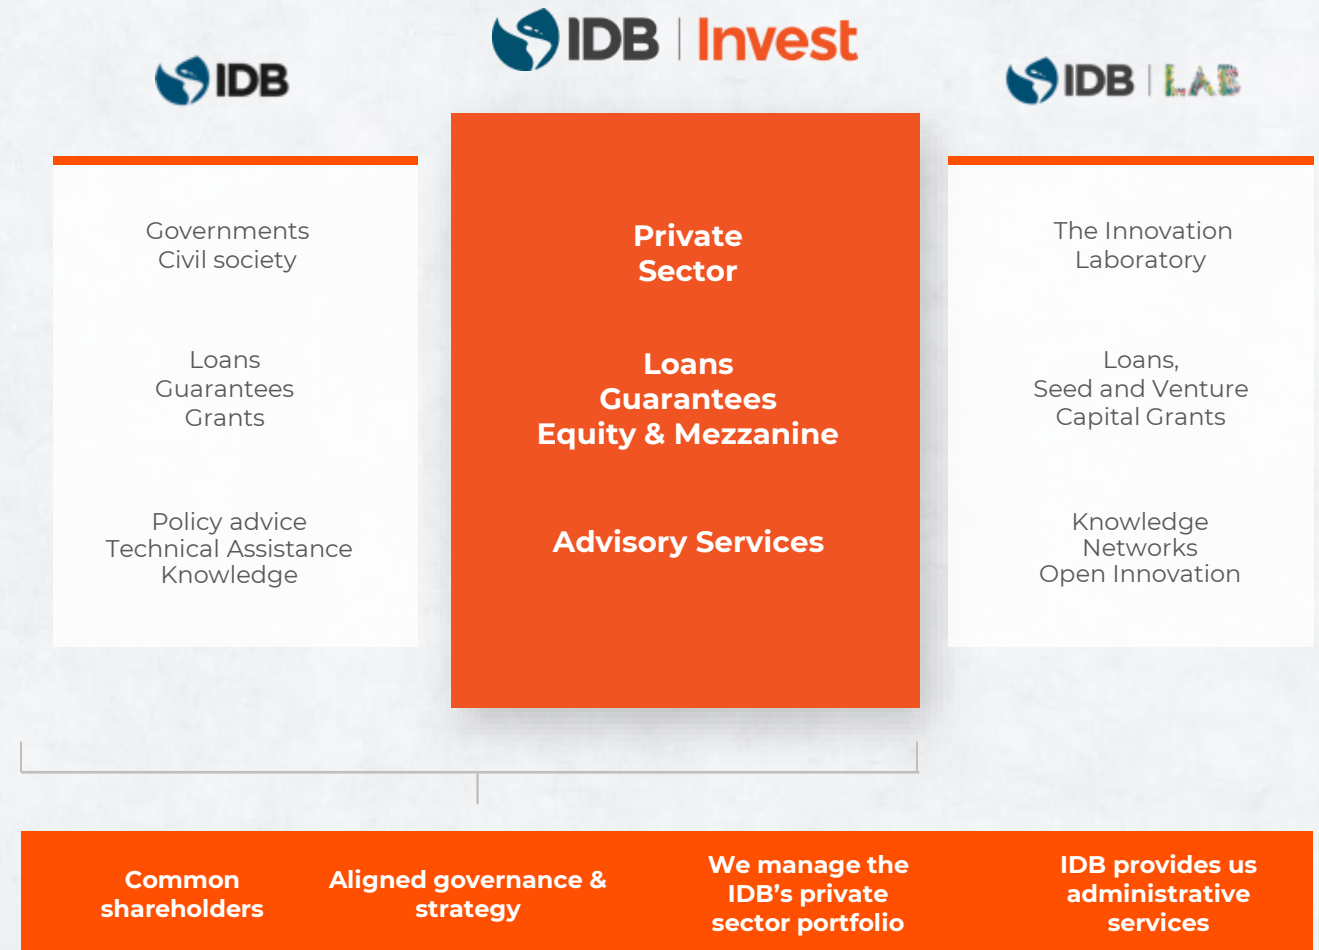 IDB
Governments
Civil society
Loans
Guarantees
Grants
Policy advice
Technical Assistance
Knowledge
IDB | Invest
Private
Sector
Loans
Guarantees
Equity & Mezzanine
Advisory Services
IDB | LAB
The Innovation
Laboratory
Loans,
Seed and Venture
Capital Grants
Knowledge
Networks
Open Innovation
Common
shareholders
Aligned governance &
strategy
We manage the
IDB's private
sector portfolio
IDB provides us
administrative
services